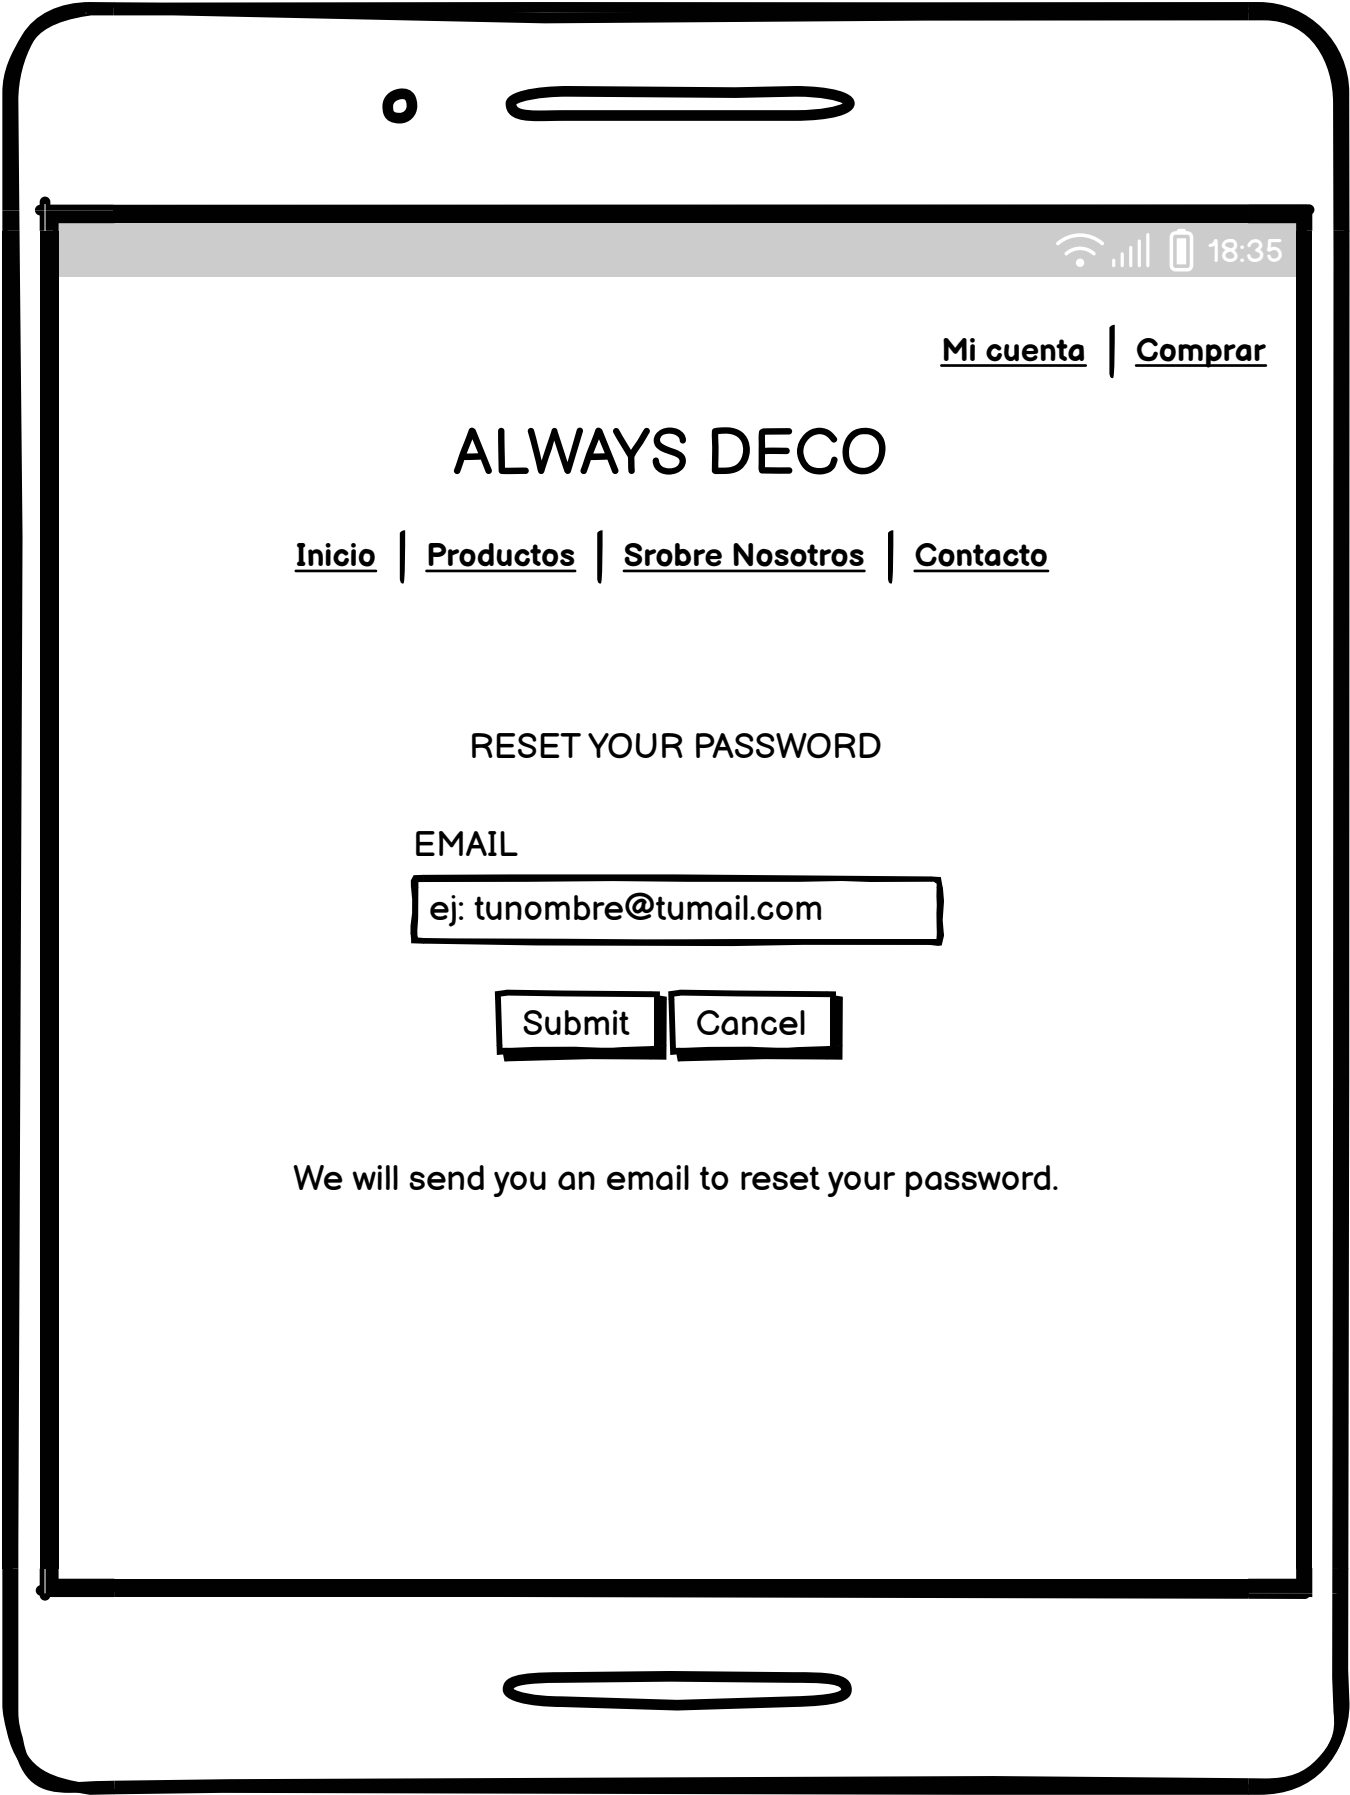 18:35
Mi cuenta Comprar
ALWAYS DECO
Inicio Productos Srobre Nosotros Contacto
RESET YOUR PASSWORD
EMAIL
ej: tunombre@tumail.com
Submit Cancel
We will send you an email to reset your password.